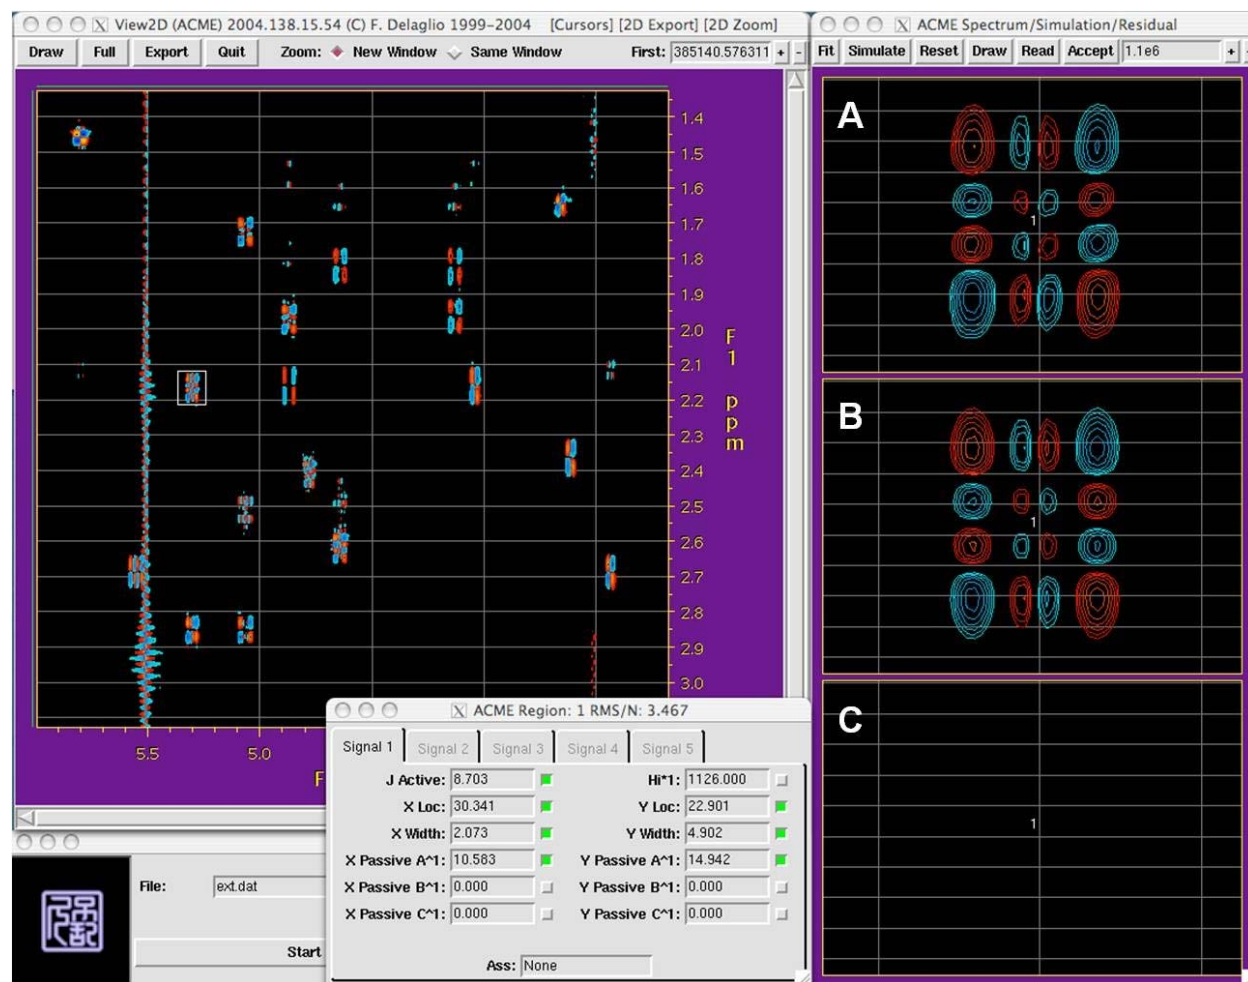 View2D (ACME) 2004.138.15.54 (C) F. Delaglio 1999-2004 [Cursors] [2D Export] [2D Zoom]
Draw Full Export Quit Zoom: New Window Same Window First: 385140.576311 + -
1.4
1.5
1.6
1.7
1.8
1.9
2.0
2.1
2.2
2.3
2.4
2.5
2.6
2.7
2.8
2.9
3.0
F1 ppm
5.5 5.0
F
ACME Spectrum/Simulation/Residual
Fit Simulate Reset Draw Read Accept 1.1e6 +
A
1
B
1
C
1
X ACME Region: 1 RMS/N: 3.467
Signal 1 Signal 2 Signal 3 Signal 4 Signal 5
J Active: 8.703 Hi*1: 1126.000
X Loc: 30.341 Y Loc: 22.901
X Width: 2.073 Y Width: 4.902
X Passive A^1: 10.583 Y Passive A^1: 14.942
X Passive B^1: 0.000 Y Passive B^1: 0.000
X Passive C^1: 0.000 Y Passive C^1: 0.000
Ass: None
File: ext.dat
Start